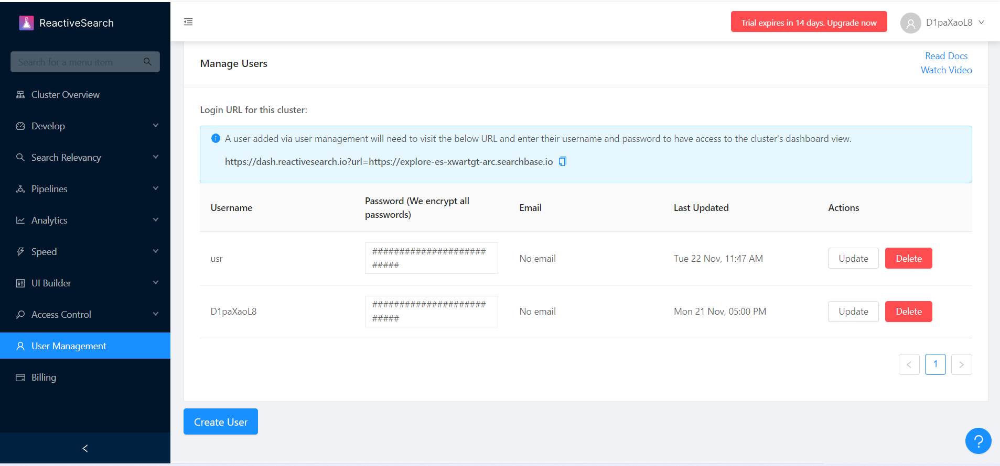 ReactiveSearch
Search for a menu item
Cluster Overview
Develop
Search Relevancy
Pipelines
Analytics
Speed
UI Builder
Access Control
User Management
Billing
Trial expires in 14 days. Upgrade now
D1paXaoL8
Manage Users
Read Docs
Watch Video
Login URL for this cluster:
A user added via user management will need to visit the below URL and enter their username and password to have access to the cluster's dashboard view.
https://dash.reactivesearch.io?url=https://explore-es-xwartgt-arc.searchbase.io
Username
Password (We encrypt all
passwords)
Email
Last Updated
Actions
usr
#####################
#####
No email
Tue 22 Nov, 11:47 AM
Update
Delete
D1paXaoL8
#####################
#####
No email
Mon 21 Nov, 05:00 PM
Update
Delete
1
Create User